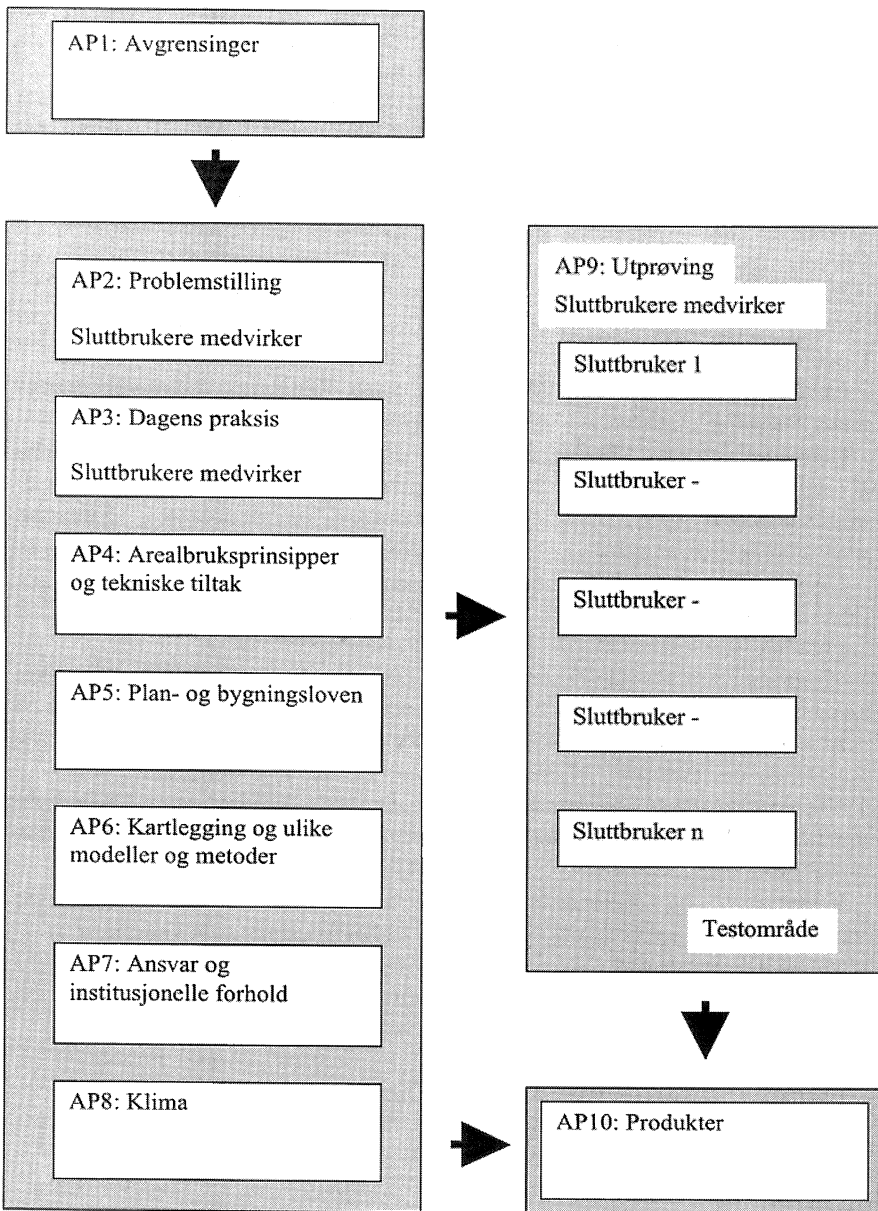 AP1: Avgrensinger
AP2: Problemstilling
Sluttbrukere medvirker
AP3: Dagens praksis
Sluttbrukere medvirker
AP4: Arealbruksprinsipper
og tekniske tiltak
AP5: Plan- og bygningsloven
AP6: Kartlegging og ulike
modeller og metoder
AP7: Ansvar og
institusjonelle forhold
AP8: Klima
AP9: Utprøving
Sluttbrukere medvirker
Sluttbruker 1
Sluttbruker -
Sluttbruker -
Sluttbruker -
Sluttbruker n
Testområde
AP10: Produkter